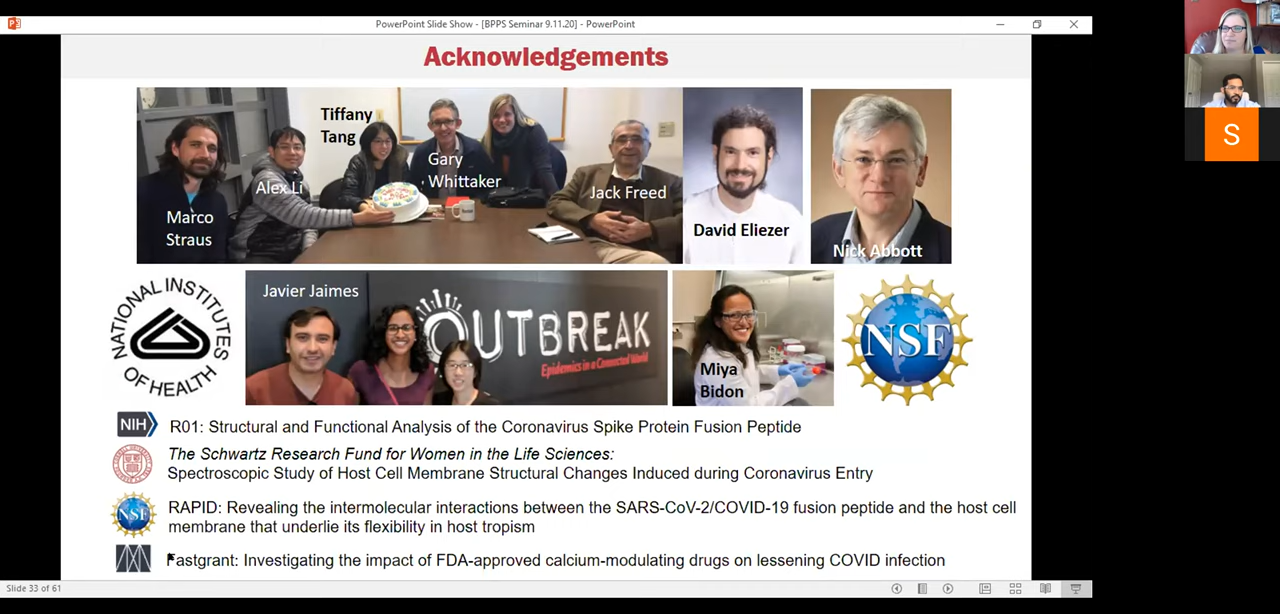 PowerPoint Slide Show - [BPPS Seminar 9.11.20] - PowerPoint
Acknowledgements
Tiffany
Tang
Gary
Whittaker
Alex Li
Jack Freed
Marco
Straus
David Eliezer
Nick Abbott
NATIONAL INSTITUTES
OF HEALTH
Javier Jaimes
OUTBREAK
Epidemics in a Connected World
Miya
Bidon
NSF
NIH
R01: Structural and Functional Analysis of the Coronavirus Spike Protein Fusion Peptide
The Schwartz Research Fund for Women in the Life Sciences:
Spectroscopic Study of Host Cell Membrane Structural Changes Induced during Coronavirus Entry
NSF
RAPID: Revealing the intermolecular interactions between the SARS-CoV-2/COVID-19 fusion peptide and the host cell
membrane that underlie its flexibility in host tropism
Fastgrant: Investigating the impact of FDA-approved calcium-modulating drugs on lessening COVID infection
Slide 33 of 61
S